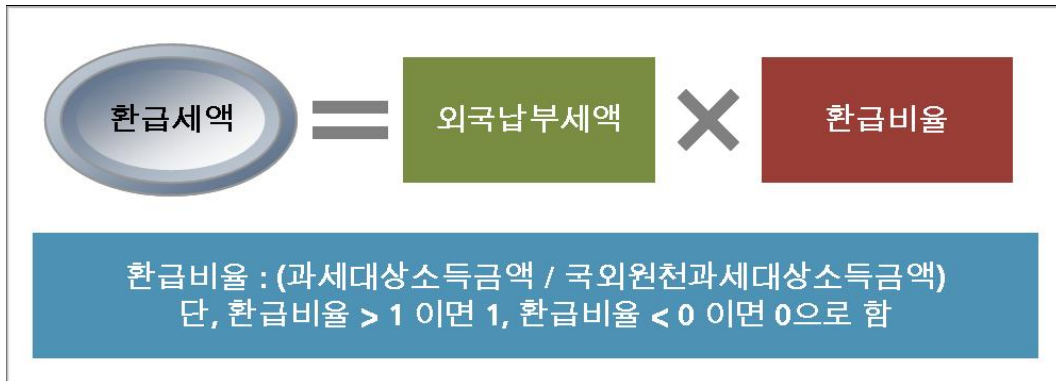 환급세액 = 외국납부세액 × 환급비율
환급비율 : (과세대상소득금액 / 국외원천과세대상소득금액)
단, 환급비율 > 1 이면 1, 환급비율 < 0 이면 0으로 함